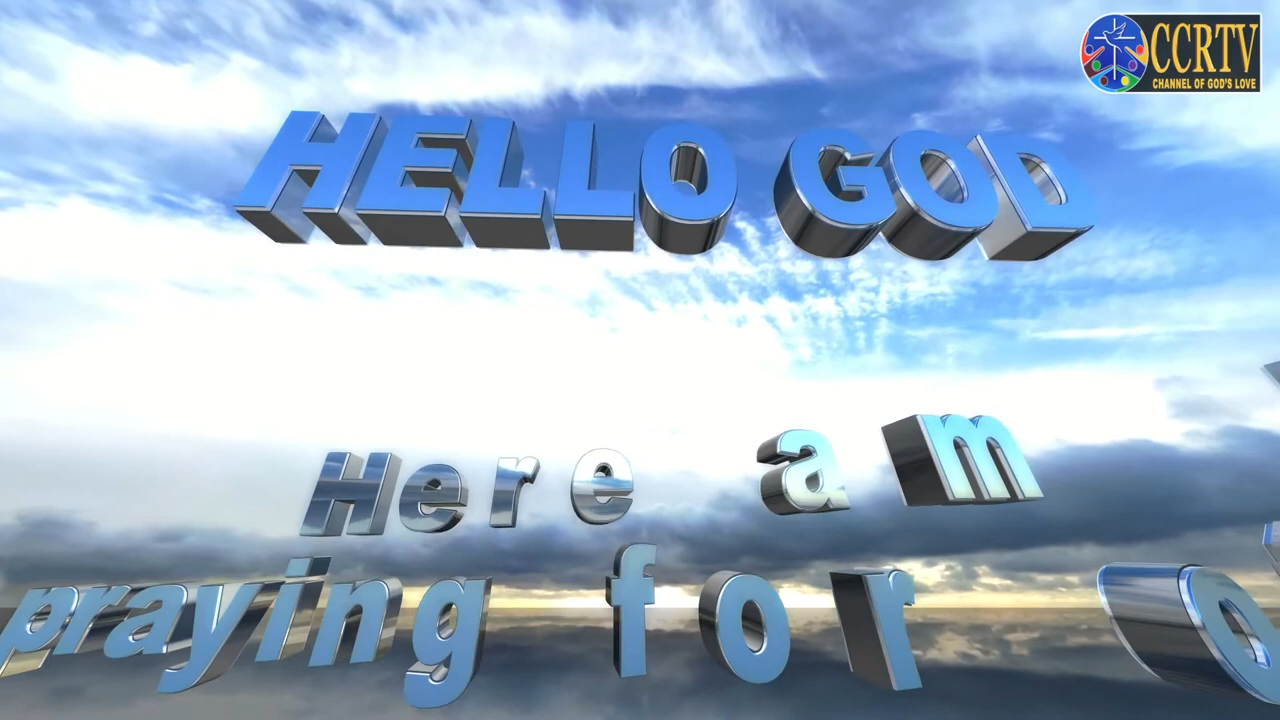 CCRTV
CHANNEL OF GOD'S LOVE
HELLO GOD
Here am
praying for